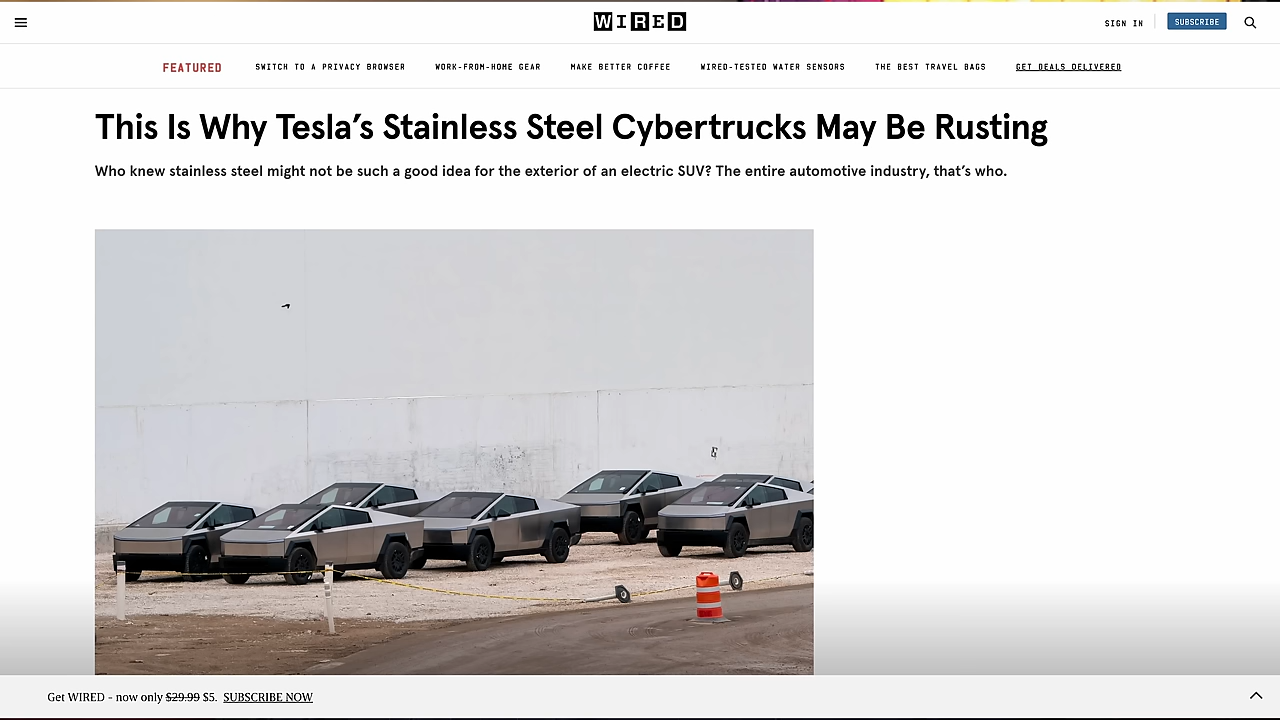 WIRED
SIGN IN
SUBSCRIBE
FEATURED
SWITCH TO A PRIVACY BROWSER
WORK-FROM-HOME GEAR
MAKE BETTER COFFEE
WIRED-TESTED WATER SENSORS
THE BEST TRAVEL BAGS
GET DEALS DELIVERED
This Is Why Tesla’s Stainless Steel Cybertrucks May Be Rusting
Who knew stainless steel might not be such a good idea for the exterior of an electric SUV? The entire automotive industry, that’s who.
Get WIRED - now only $29.99 $5. SUBSCRIBE NOW